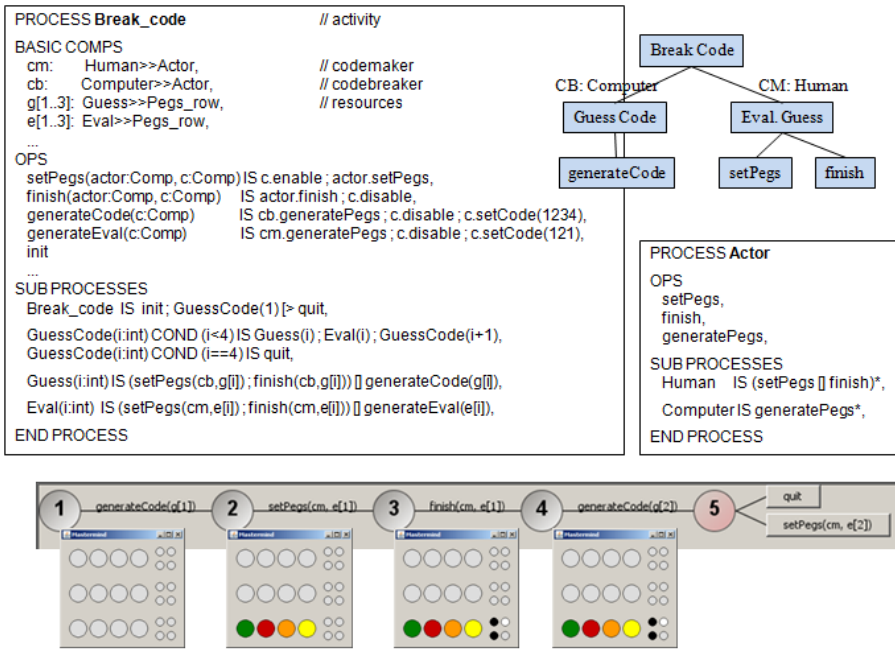 PROCESS Break_code // activity
BASIC COMPS
cm: Human>>Actor, // codemaker
cb: Computer>>Actor, // codebreaker
g[1..3]: Guess>>Pegs_row, // resources
e[1..3]: Eval>>Pegs_row,
...
OPS
setPegs(actor:Comp, c:Comp) IS c.enable ; actor.setPegs,
finish(actor:Comp, c:Comp) IS actor.finish ; c.disable,
generateCode(c:Comp) IS cb.generatePegs ; c.disable ; c.setCode(1234),
generateEval(c:Comp) IS cm.generatePegs ; c.disable ; c.setCode(121),
init
...
SUB PROCESSES
Break_code IS init ; GuessCode(1) [> quit,
GuessCode(i:int) COND (i<4) IS Guess(i) ; Eval(i) ; GuessCode(i+1),
GuessCode(i:int) COND (i==4) IS quit,
Guess(i:int) IS (setPegs(cb,g[i]) ; finish(cb,g[i])) [] generateCode(g[i]),
Eval(i:int) IS (setPegs(cm,e[i]) ; finish(cm,e[i])) [] generateEval(e[i]),
END PROCESS
Break Code
CB: Computer CM: Human
Guess Code Eval. Guess
generateCode setPegs finish
PROCESS Actor
OPS
setPegs,
finish,
generatePegs,
SUB PROCESSES
Human IS (setPegs [] finish)*,
Computer IS generatePegs*,
END PROCESS
1 generateCode(g[1]) 2 setPegs(cm, e[1]) 3 finish(cm, e[1]) 4 generateCode(g[2]) 5
quit
setPegs(cm, e[2])
Mastermind Mastermind Mastermind Mastermind